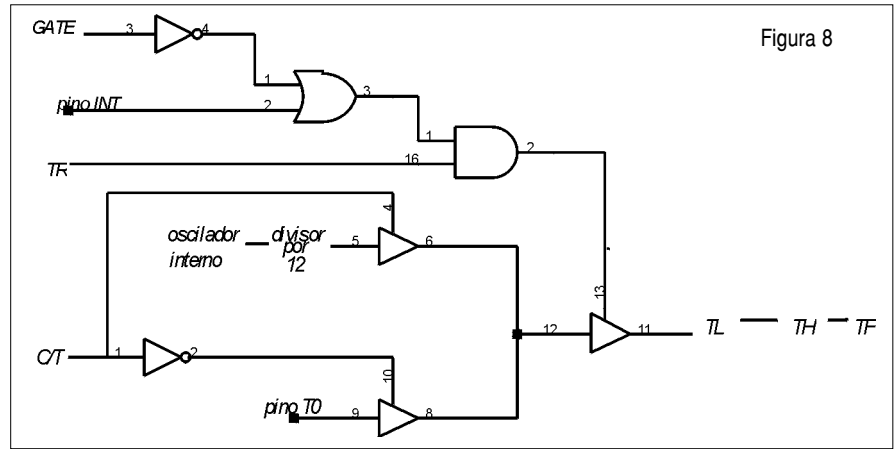 Figura 8
GATE
3
4
1
pino INT
2
3
1
TR
16
2
4
oscilador
interno
divisor
por
12
5
6
13
12
11
TL
TH
TF
C/T
1
2
10
pino T0
9
8